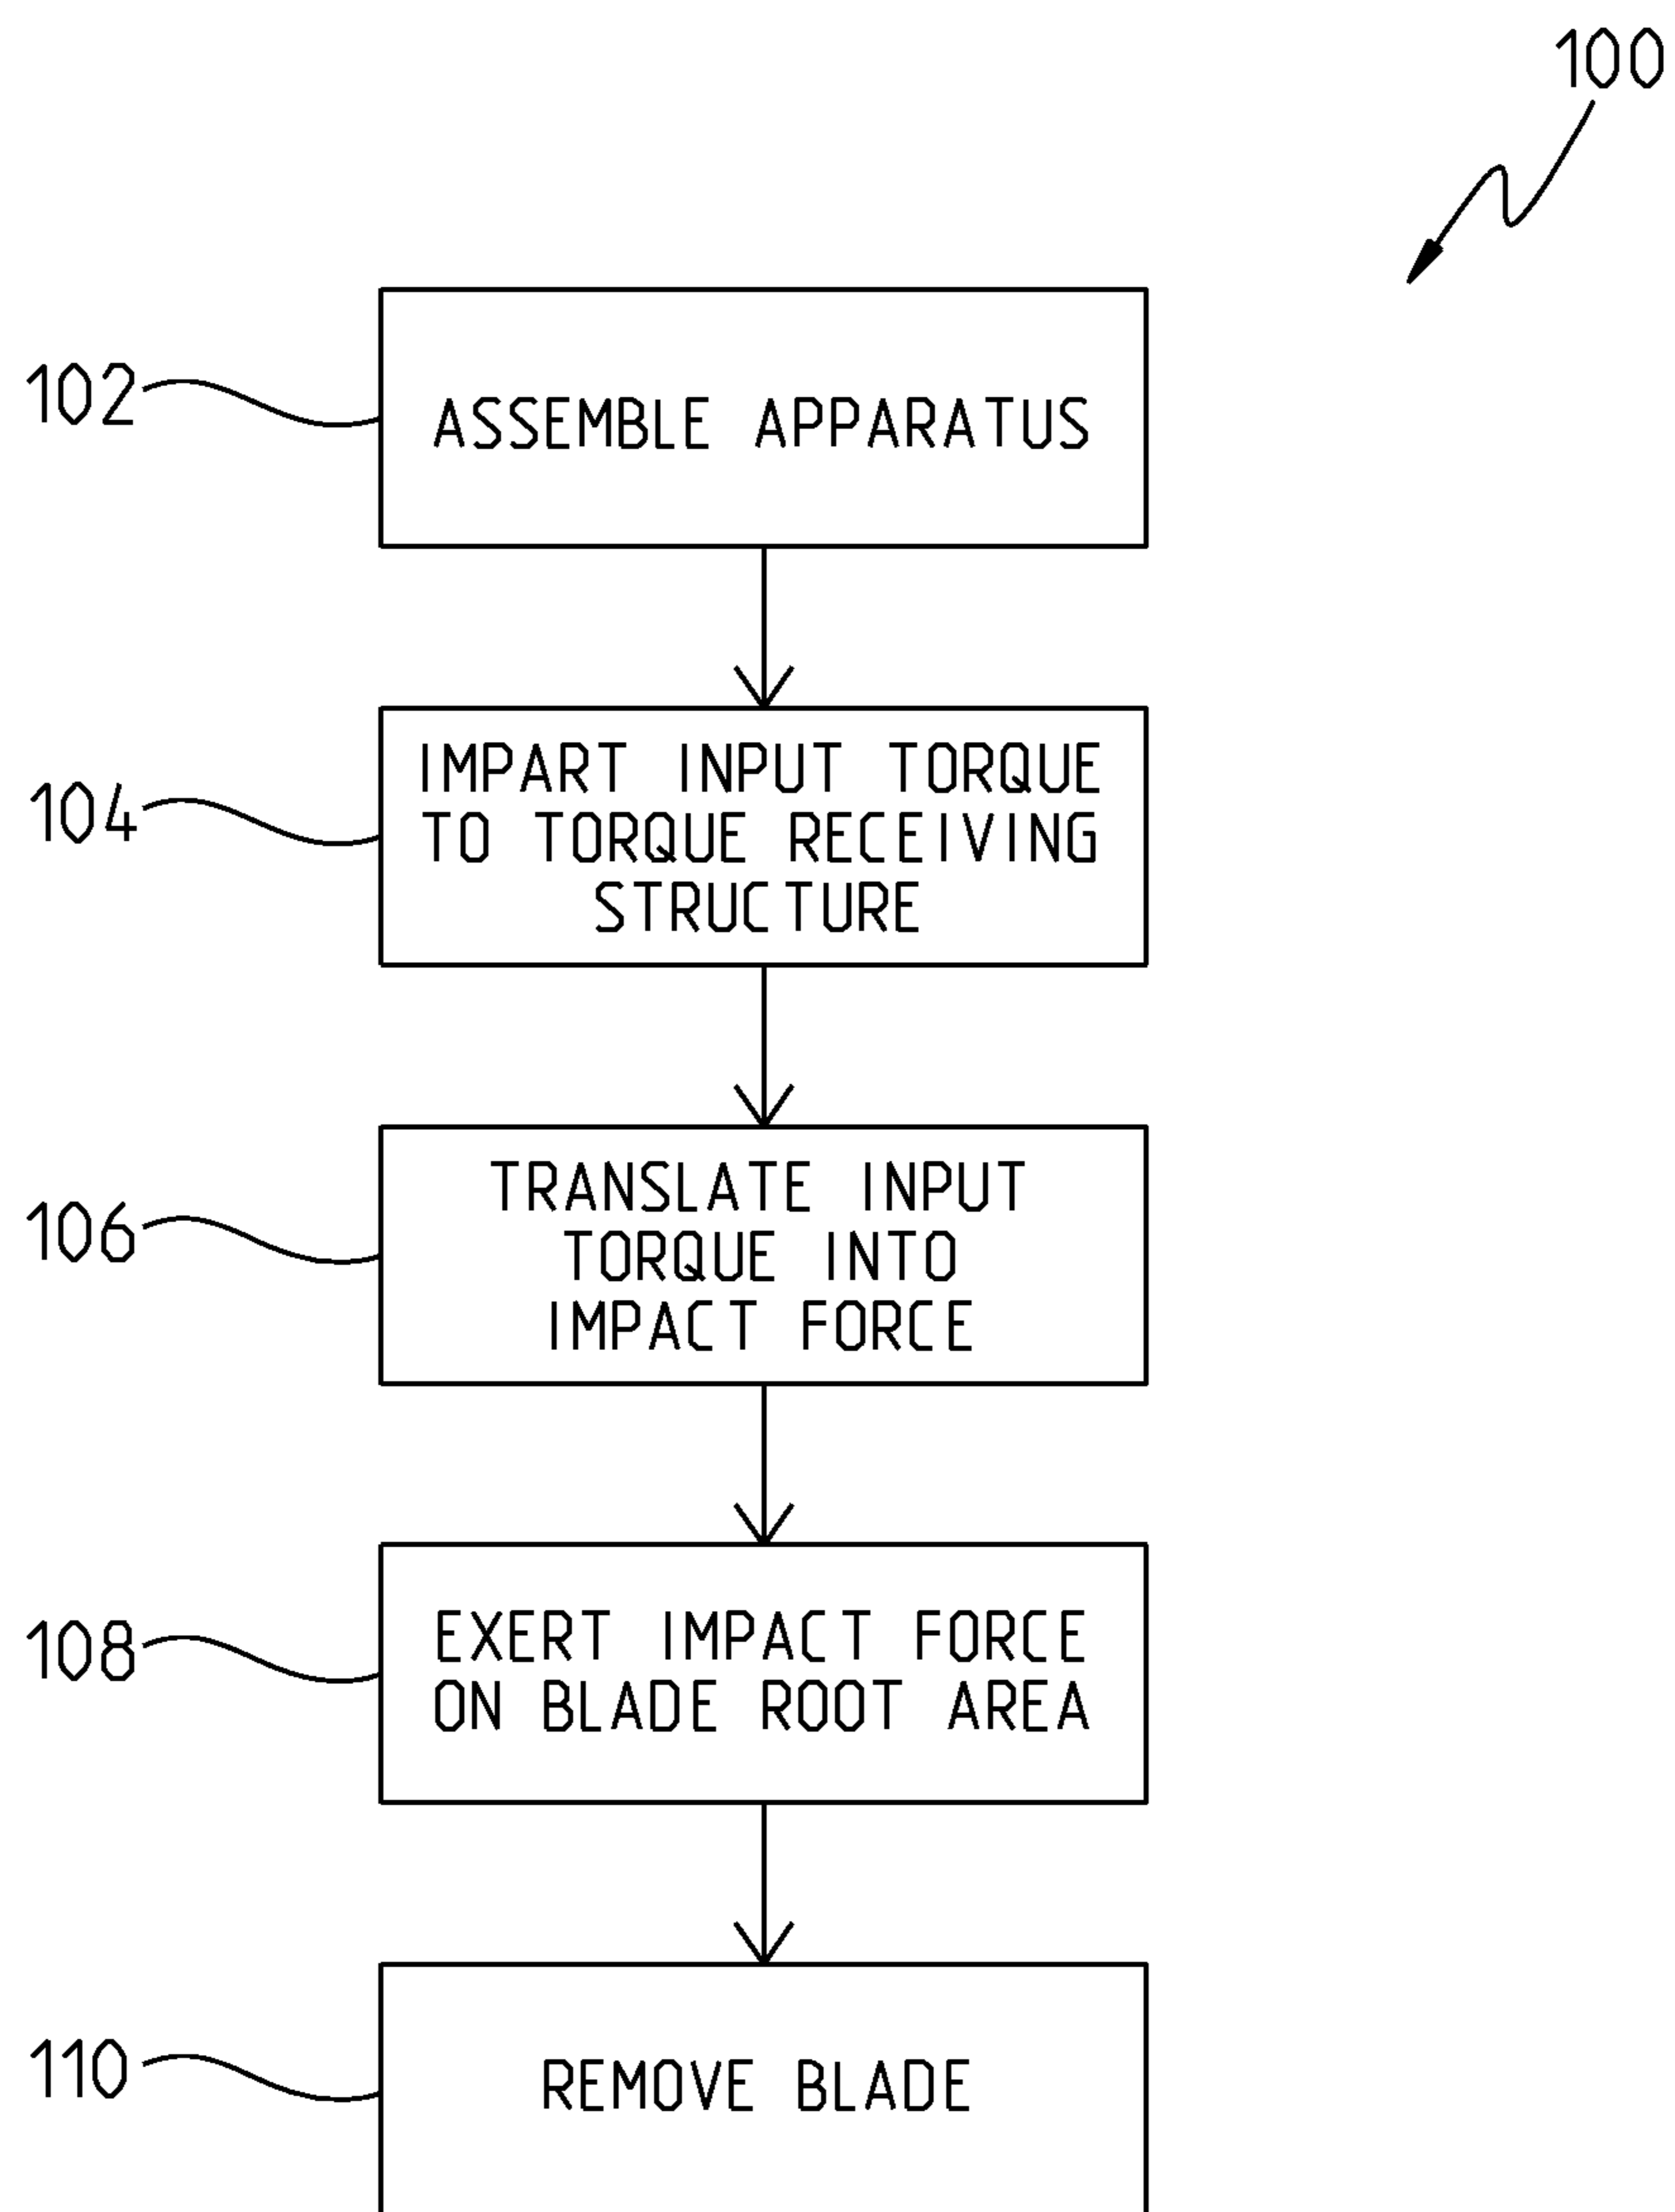 100
102
ASSEMBLE APPARATUS
104
IMPART INPUT TORQUE
TO TORQUE RECEIVING
STRUCTURE
106
TRANSLATE INPUT
TORQUE INTO
IMPACT FORCE
108
EXERT IMPACT FORCE
ON BLADE ROOT AREA
110
REMOVE BLADE